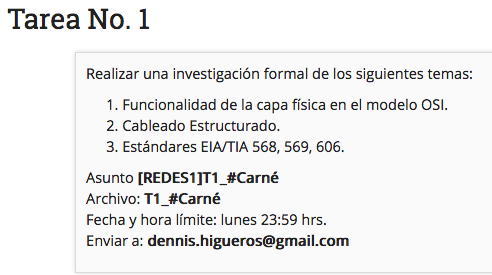 Tarea No. 1
Realizar una investigación formal de los siguientes temas:
1. Funcionalidad de la capa física en el modelo OSI.
2. Cableado Estructurado.
3. Estándares EIA/TIA 568, 569, 606.
Asunto [REDES1]T1_#Carné
Archivo: T1_#Carné
Fecha y hora límite: lunes 23:59 hrs.
Enviar a: dennis.higueros@gmail.com